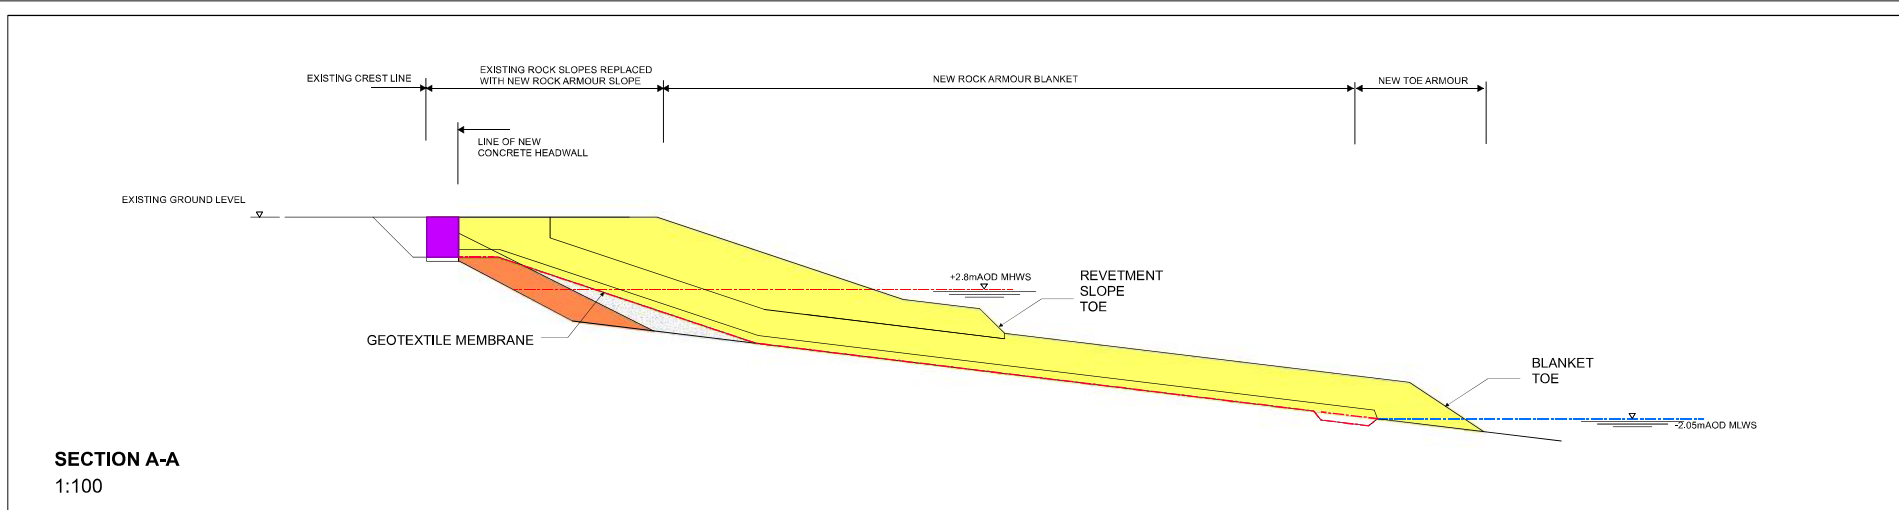 EXISTING CREST LINE
EXISTING ROCK SLOPES REPLACED
WITH NEW ROCK ARMOUR SLOPE
NEW ROCK ARMOUR BLANKET
NEW TOE ARMOUR
LINE OF NEW
CONCRETE HEADWALL
EXISTING GROUND LEVEL
+2.8mAOD MHWS
REVETMENT
SLOPE
TOE
GEOTEXTILE MEMBRANE
BLANKET
TOE
-2.05mAOD MLWS
SECTION A-A
1:100